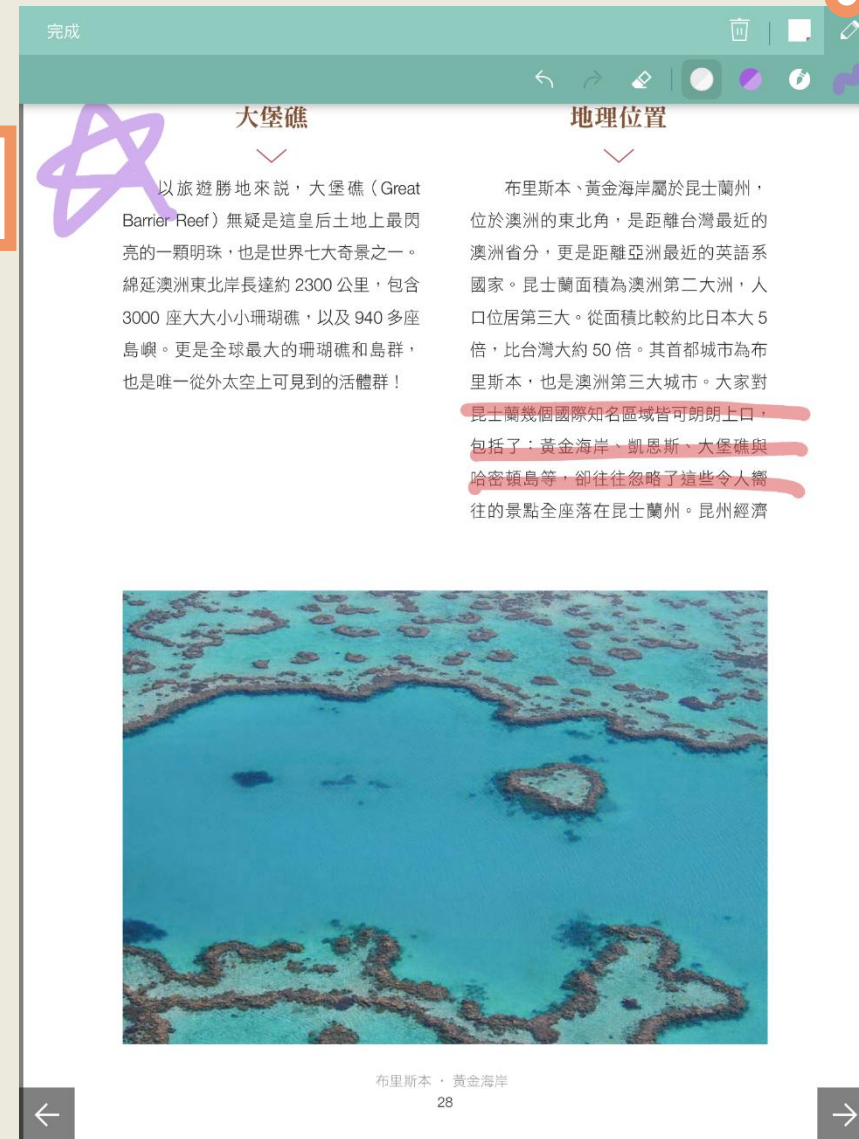 完成
大堡礁
以旅遊勝地來說，大堡礁（Great
Barrier Reef）無疑是這皇后土地上最閃
亮的一顆明珠，也是世界七大奇景之一。
綿延澳洲東北岸長達約 2300 公里，包含
3000 座大大小小珊瑚礁，以及 940 多座
島嶼。更是全球最大的珊瑚礁和島群，
也是唯一從外太空上可見到的活體群！
地理位置
布里斯本、黃金海岸屬於昆士蘭州，
位於澳洲的東北角，是距離台灣最近的
澳洲省分，更是距離亞洲最近的英語系
國家。昆士蘭面積為澳洲第二大洲，人
口位居第三大。從面積比較約比日本大 5
倍，比台灣大約 50 倍。其首都城市為布
里斯本，也是澳洲第三大城市。大家對
昆士蘭幾個國際知名區域皆可朗朗上口，
包括了：黃金海岸、凱恩斯、大堡礁與
哈密頓島等，卻往往忽略了這些令人嚮
往的景點全座落在昆士蘭州。昆州經濟
布里斯本 · 黃金海岸
28